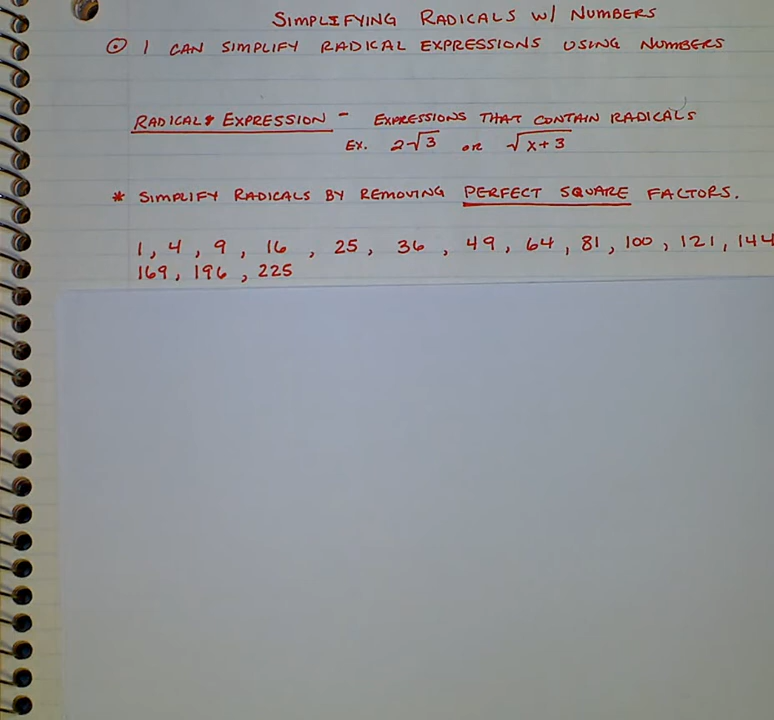 SIMPLIFYING RADICALS W/ NUMBERS
⊙ I CAN SIMPLIFY RADICAL EXPRESSIONS USING NUMBERS
RADICAL EXPRESSION - EXPRESSIONS THAT CONTAIN RADICALS
EX. 2√3 OR √x+3
* SIMPLIFY RADICALS BY REMOVING PERFECT SQUARE FACTORS.
1, 4, 9, 16, 25, 36, 49, 64, 81, 100, 121, 144
169, 196, 225